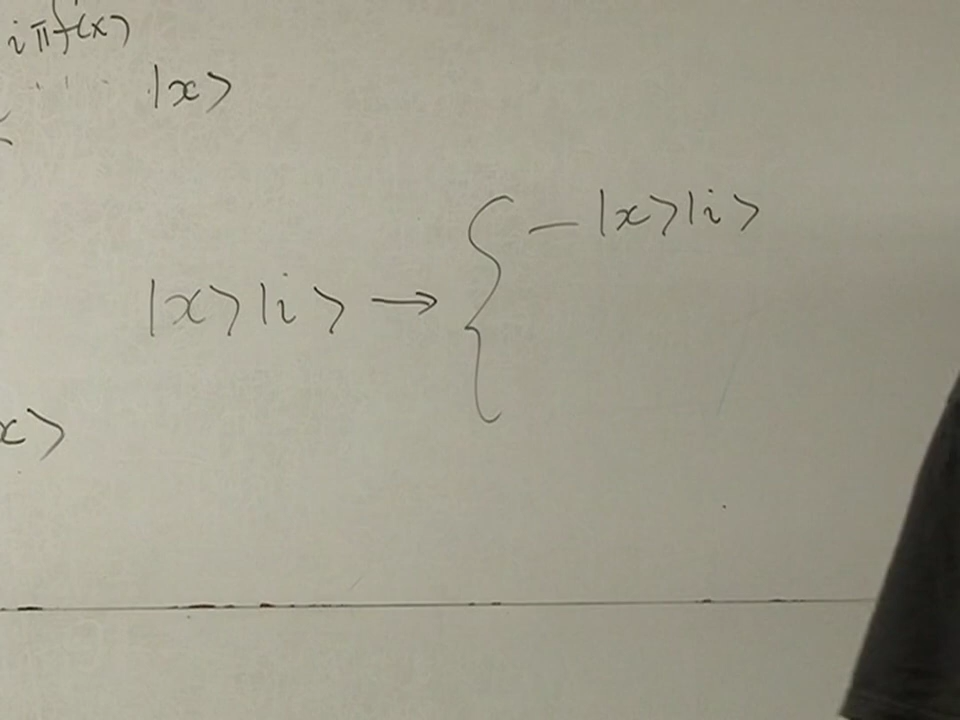 iπf(x)
|x>
- |x>|i>
|x>|i> → {
x>